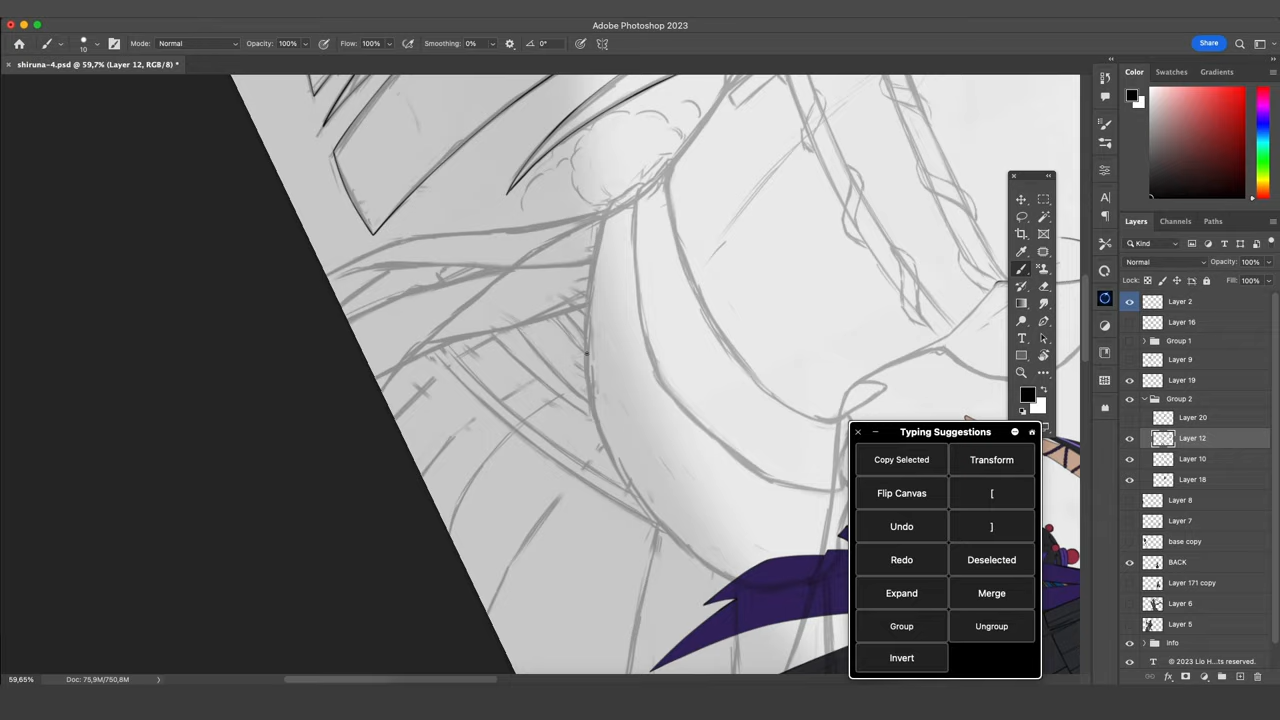 Adobe Photoshop 2023
10
Mode: Normal
Opacity: 100%
Flow: 100%
Smoothing: 0%
0°
Share
× shiruna-4.psd @ 59,7% (Layer 12, RGB/8) *
Color
Swatches
Gradients
Layers
Channels
Paths
Kind
Normal
Opacity: 100%
Lock:
Fill: 100%
Layer 2
Layer 16
Group 1
Layer 9
Layer 19
Group 2
Layer 20
Layer 12
Layer 10
Layer 18
Layer 8
Layer 7
base copy
BACK
Layer 171 copy
Layer 6
Layer 5
info
T © 2023 Lio H...ts reserved.
fx
Typing Suggestions
Copy Selected
Transform
Flip Canvas
[
Undo
]
Redo
Deselected
Expand
Merge
Group
Ungroup
Invert
59,65%
Doc: 75,9M/750,8M